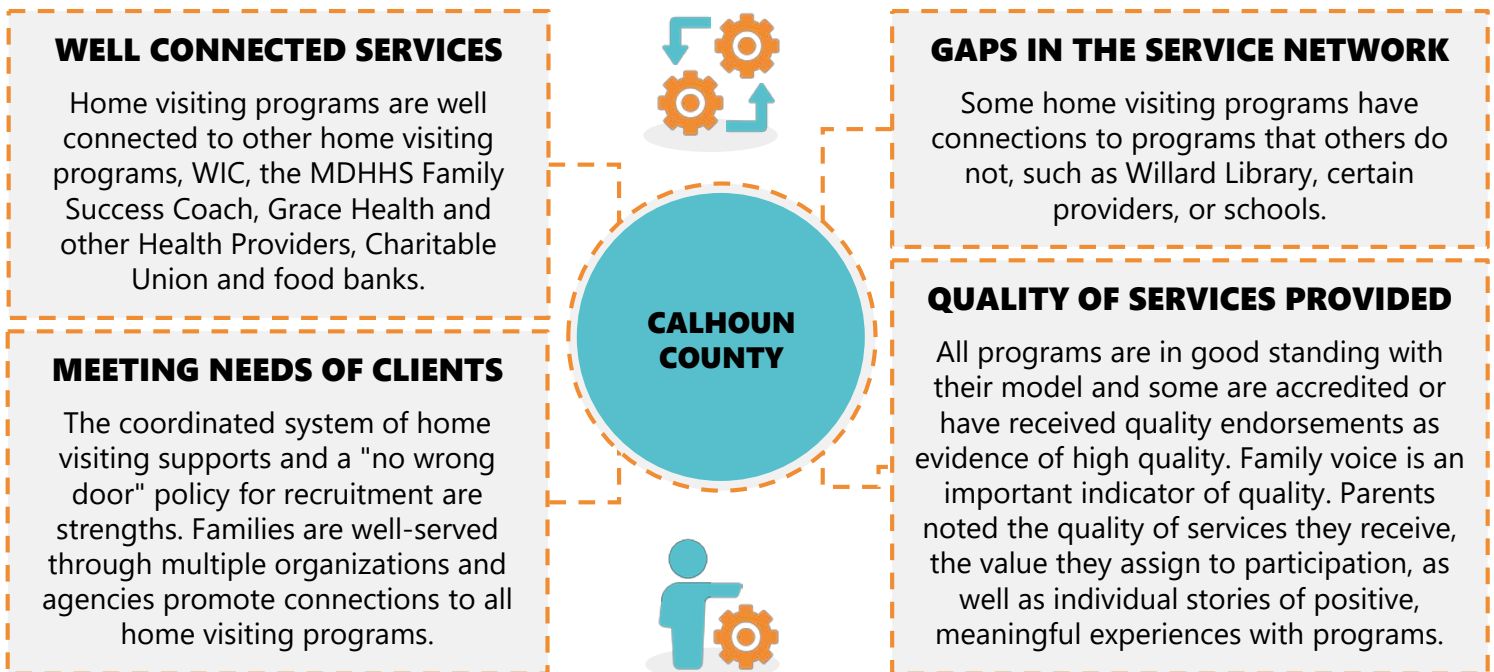 WELL CONNECTED SERVICES
Home visiting programs are well
connected to other home visiting
programs, WIC, the MDHHS Family
Success Coach, Grace Health and
other Health Providers, Charitable
Union and food banks.
MEETING NEEDS OF CLIENTS
The coordinated system of home
visiting supports and a "no wrong
door" policy for recruitment are
strengths. Families are well-served
through multiple organizations and
agencies promote connections to all
home visiting programs.
CALHOUN
COUNTY
GAPS IN THE SERVICE NETWORK
Some home visiting programs have
connections to programs that others do
not, such as Willard Library, certain
providers, or schools.
QUALITY OF SERVICES PROVIDED
All programs are in good standing with
their model and some are accredited or
have received quality endorsements as
evidence of high quality. Family voice is an
important indicator of quality. Parents
noted the quality of services they receive,
the value they assign to participation, as
well as individual stories of positive,
meaningful experiences with programs.